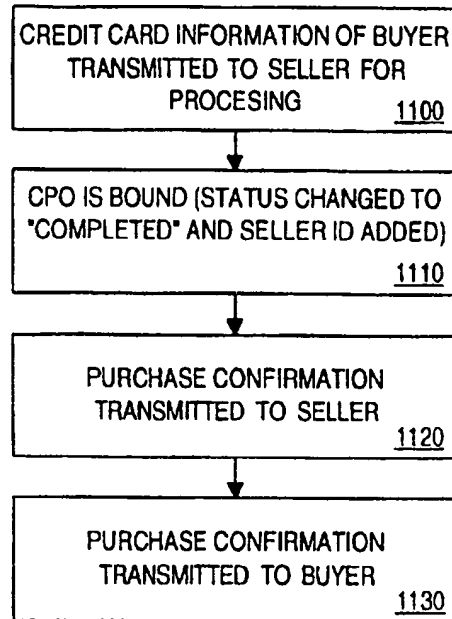 CREDIT CARD INFORMATION OF BUYER
TRANSMITTED TO SELLER FOR
PROCESING
1100
CPO IS BOUND (STATUS CHANGED TO
"COMPLETED" AND SELLER ID ADDED)
1110
PURCHASE CONFIRMATION
TRANSMITTED TO SELLER
1120
PURCHASE CONFIRMATION
TRANSMITTED TO BUYER
1130